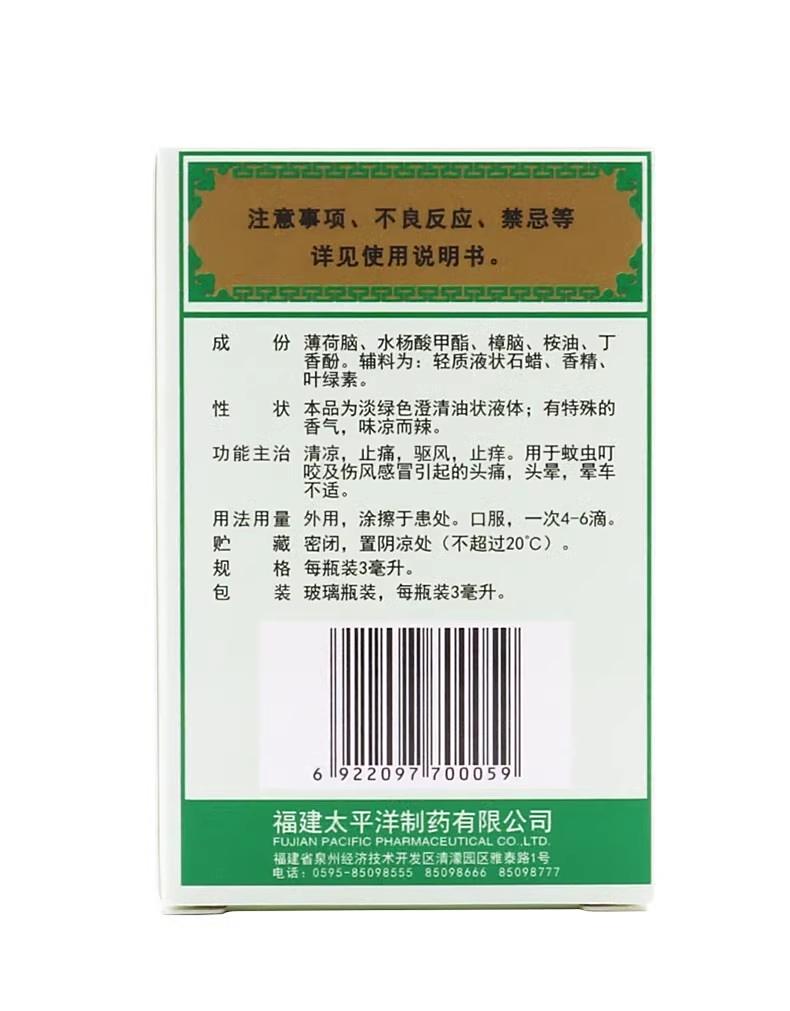 注意事项、不良反应、禁忌等
详见使用说明书。
成份 薄荷脑、水杨酸甲酯、樟脑、桉油、丁
香酚。辅料为：轻质液状石蜡、香精、
叶绿素。
性状 本品为淡绿色澄清油状液体；有特殊的
香气，味凉而辣。
功能主治 清凉，止痛，驱风，止痒。用于蚊虫叮
咬及伤风感冒引起的头痛，头晕，晕车
不适。
用法用量 外用，涂擦于患处。口服，一次4-6滴。
贮藏 密闭，置阴凉处（不超过20℃）。
规格 每瓶装3毫升。
包装 玻璃瓶装，每瓶装3毫升。
6 922097 700059
福建太平洋制药有限公司
FUJIAN PACIFIC PHARMACEUTICAL CO.,LTD.
福建省泉州经济技术开发区清濛园区雅泰路1号
电话：0595-85098555 85098666 85098777